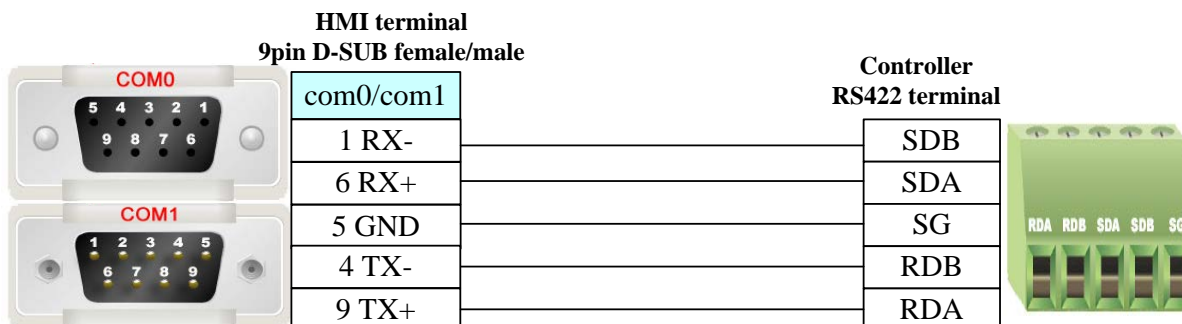 HMI terminal
9pin D-SUB female/male
Controller
RS422 terminal
COM0
5 4 3 2 1
9 8 7 6
COM1
1 2 3 4 5
6 7 8 9
com0/com1
1 RX-
SDB
6 RX+
SDA
5 GND
SG
4 TX-
RDB
9 TX+
RDA
RDA RDB SDA SDB SG